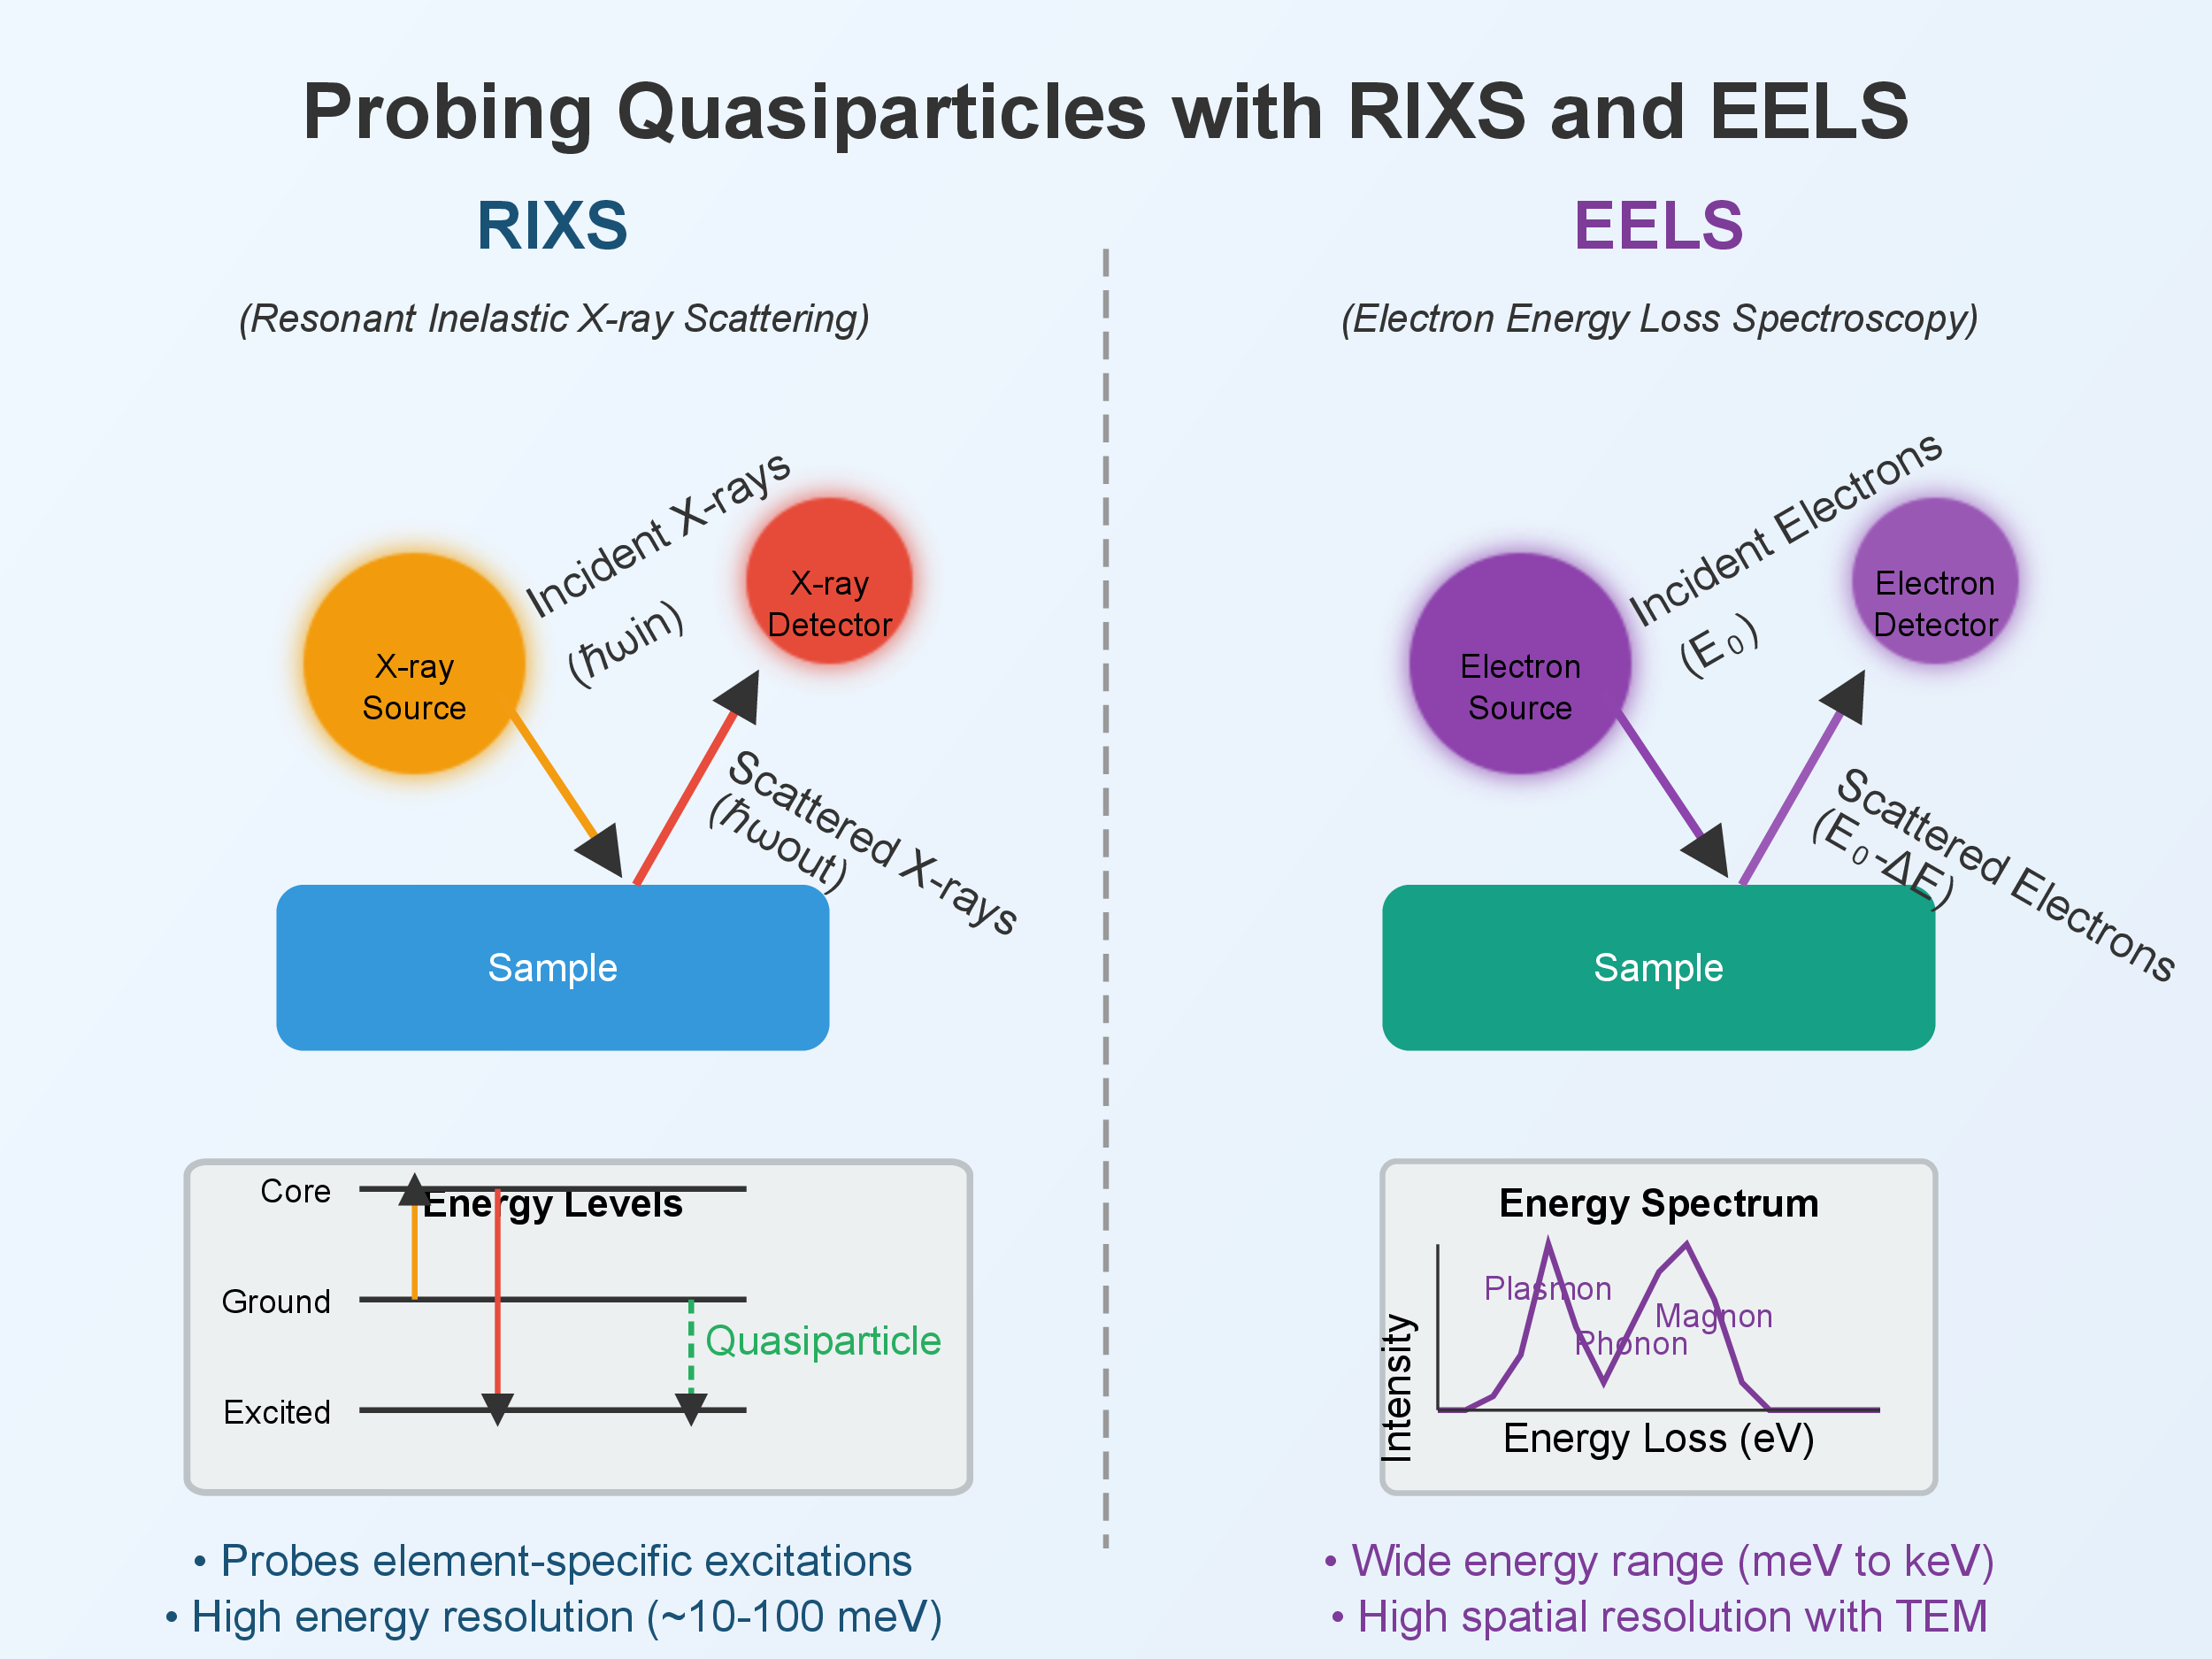 Probing Quasiparticles with RIXS and EELS
RIXS
(Resonant Inelastic X-ray Scattering)
Incident X-rays
(ħωin)
X-ray
Source
X-ray
Detector
Scattered X-rays
(ħωout)
Sample
Energy Levels
Core
Ground
Excited
Quasiparticle
• Probes element-specific excitations
• High energy resolution (~10-100 meV)
EELS
(Electron Energy Loss Spectroscopy)
Incident Electrons
(E₀)
Electron
Source
Electron
Detector
Scattered Electrons
(E₀-ΔE)
Sample
Energy Spectrum
Plasmon
Magnon
Phonon
Intensity
Energy Loss (eV)
• Wide energy range (meV to keV)
• High spatial resolution with TEM